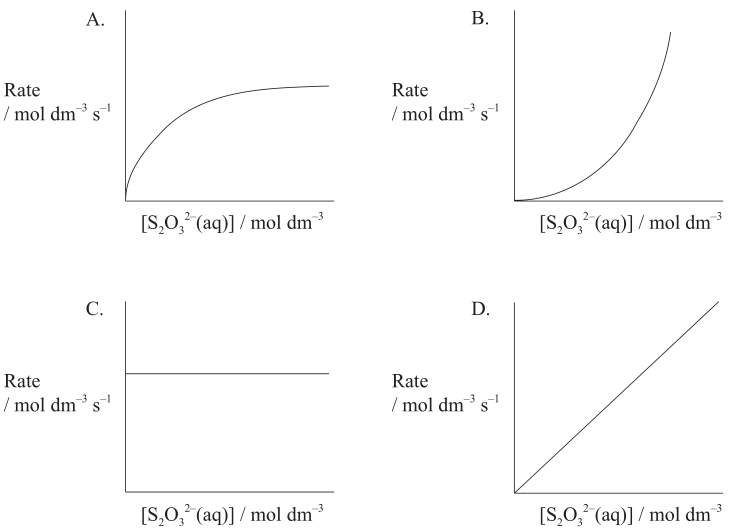 A.
Rate
/ mol dm⁻³ s⁻¹
[S₂O₃²⁻(aq)] / mol dm⁻³
B.
Rate
/ mol dm⁻³ s⁻¹
[S₂O₃²⁻(aq)] / mol dm⁻³
C.
Rate
/ mol dm⁻³ s⁻¹
[S₂O₃²⁻(aq)] / mol dm⁻³
D.
Rate
/ mol dm⁻³ s⁻¹
[S₂O₃²⁻(aq)] / mol dm⁻³